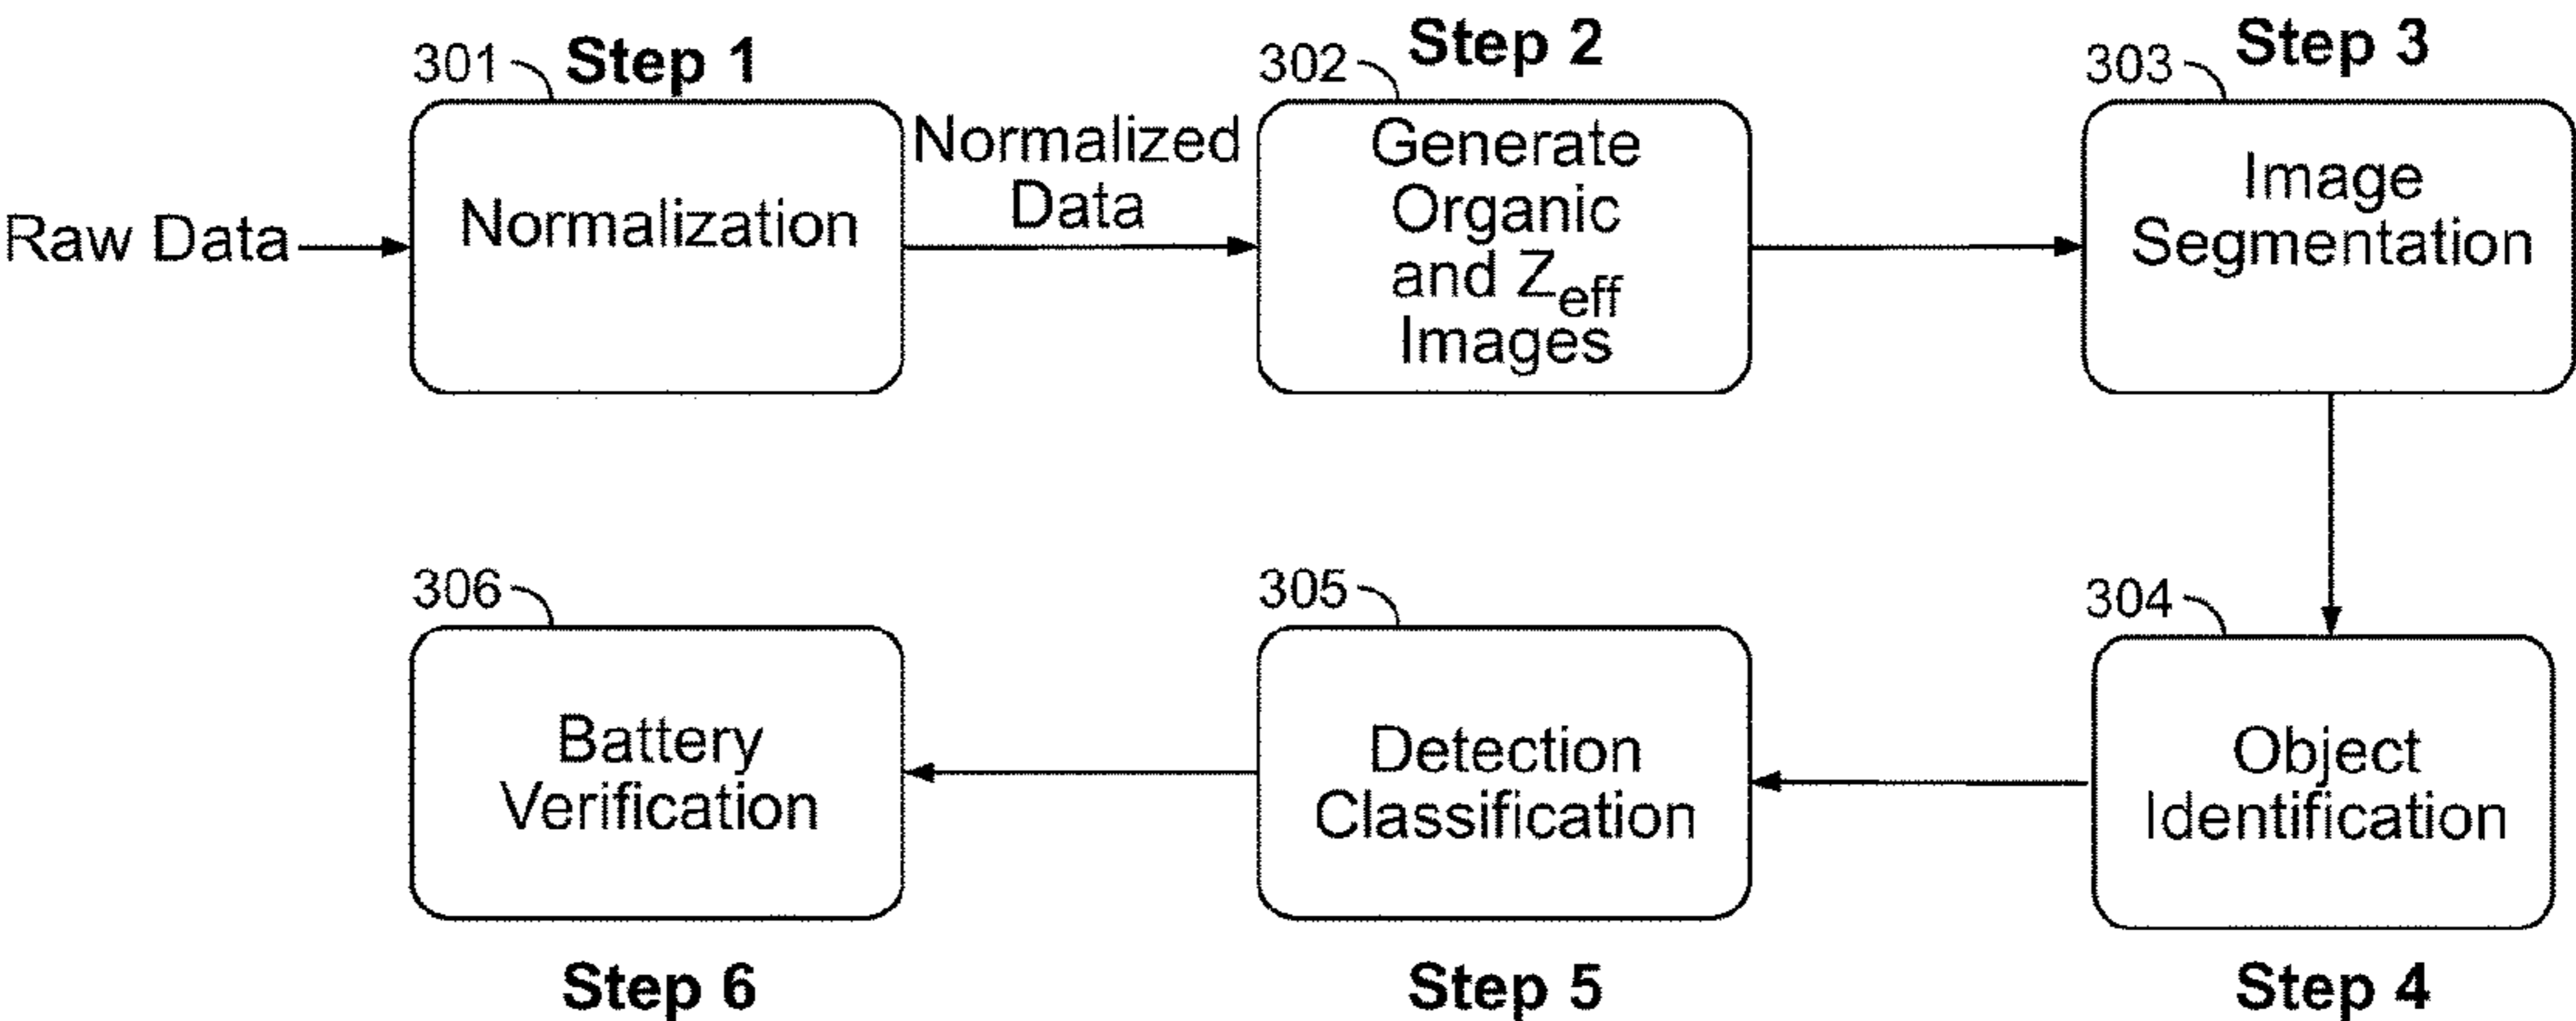 301
Step 1
302
Step 2
303
Step 3
Raw Data
Normalization
Normalized
Data
Generate
Organic
and Zeff
Images
Image
Segmentation
306
305
304
Battery
Verification
Detection
Classification
Object
Identification
Step 6
Step 5
Step 4